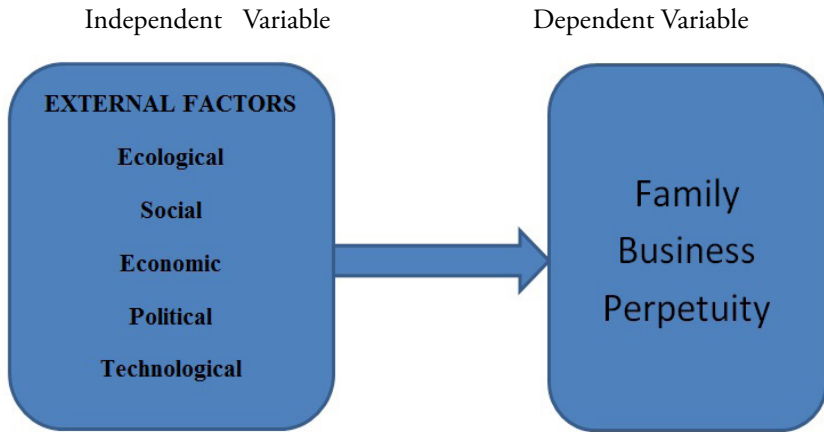 Independent Variable
Dependent Variable
EXTERNAL FACTORS
Ecological
Social
Economic
Political
Technological
Family
Business
Perpetuity